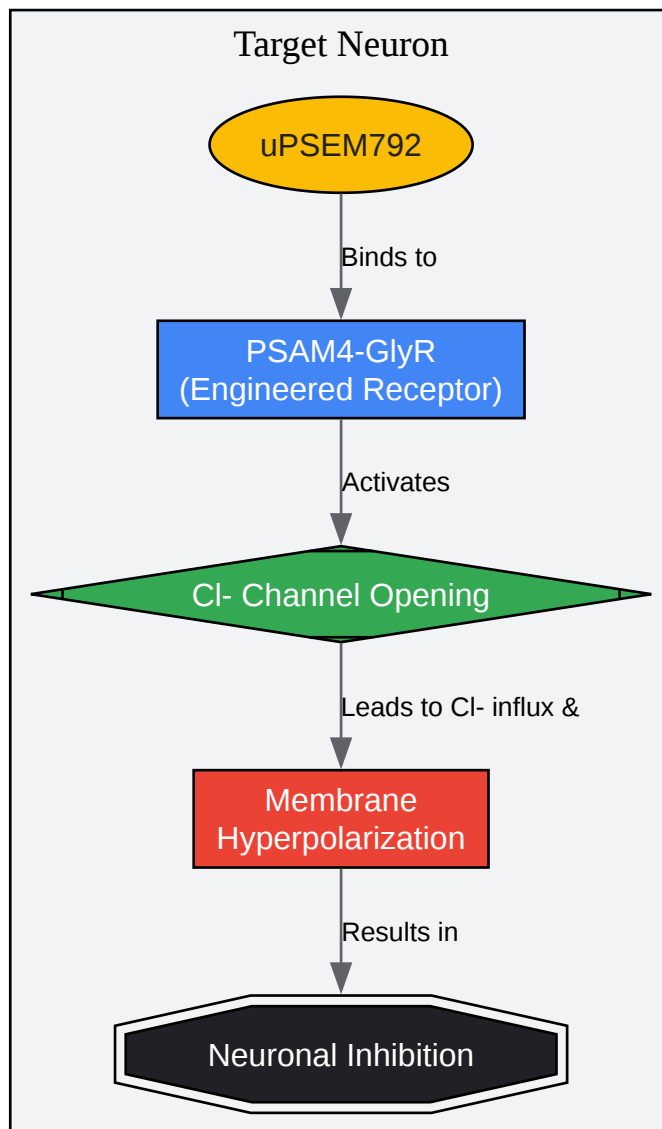 Target Neuron
uPSEM792
Binds to
PSAM4-GlyR
(Engineered Receptor)
Activates
Cl- Channel Opening
Leads to Cl- influx &
Membrane
Hyperpolarization
Results in
Neuronal Inhibition